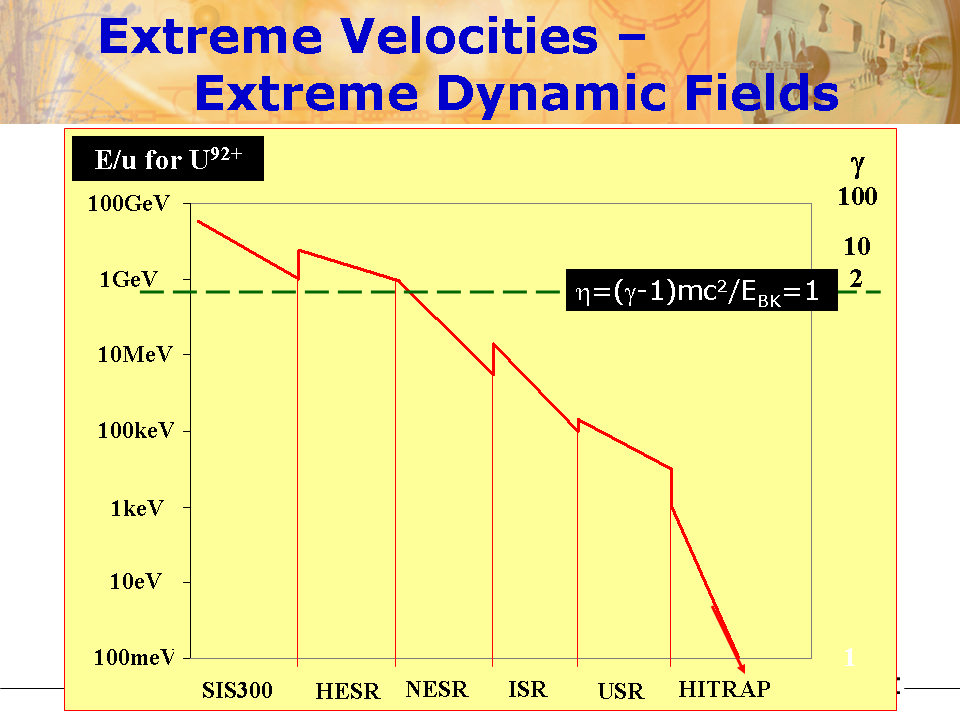 Extreme Velocities –
Extreme Dynamic Fields
E/u for U⁹²⁺
γ
100GeV
100
10
1GeV
2
η=(γ-1)mc²/E_BK=1
10MeV
100keV
1keV
10eV
100meV
1
SIS300
HESR
NESR
ISR
USR
HITRAP